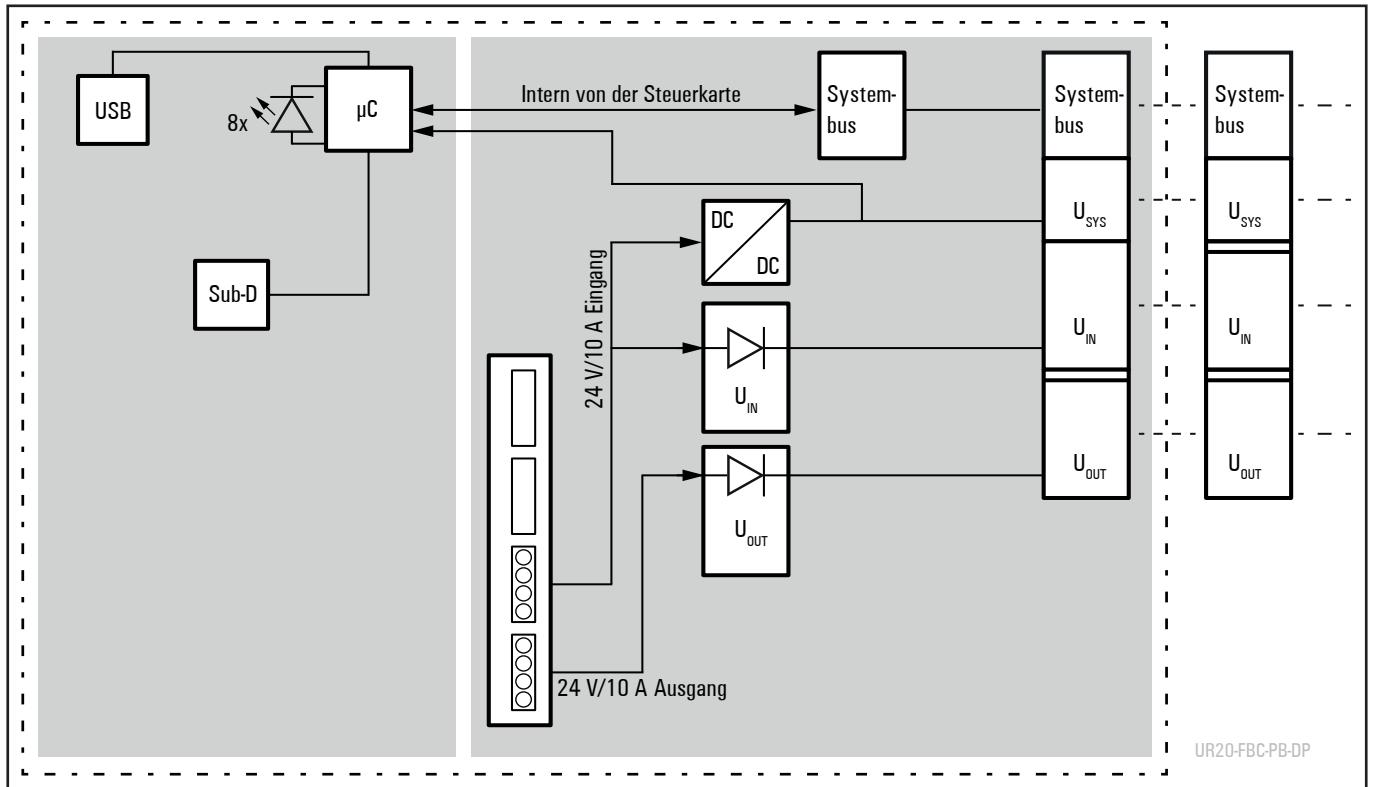 USB
8x
µC
Intern von der Steuerkarte
System-
bus
System-
bus
System-
bus
Sub-D
24 V/10 A Eingang
DC
DC
U_SYS
U_SYS
U_IN
U_IN
U_IN
U_OUT
U_OUT
U_OUT
24 V/10 A Ausgang
UR20-FBC-PB-DP